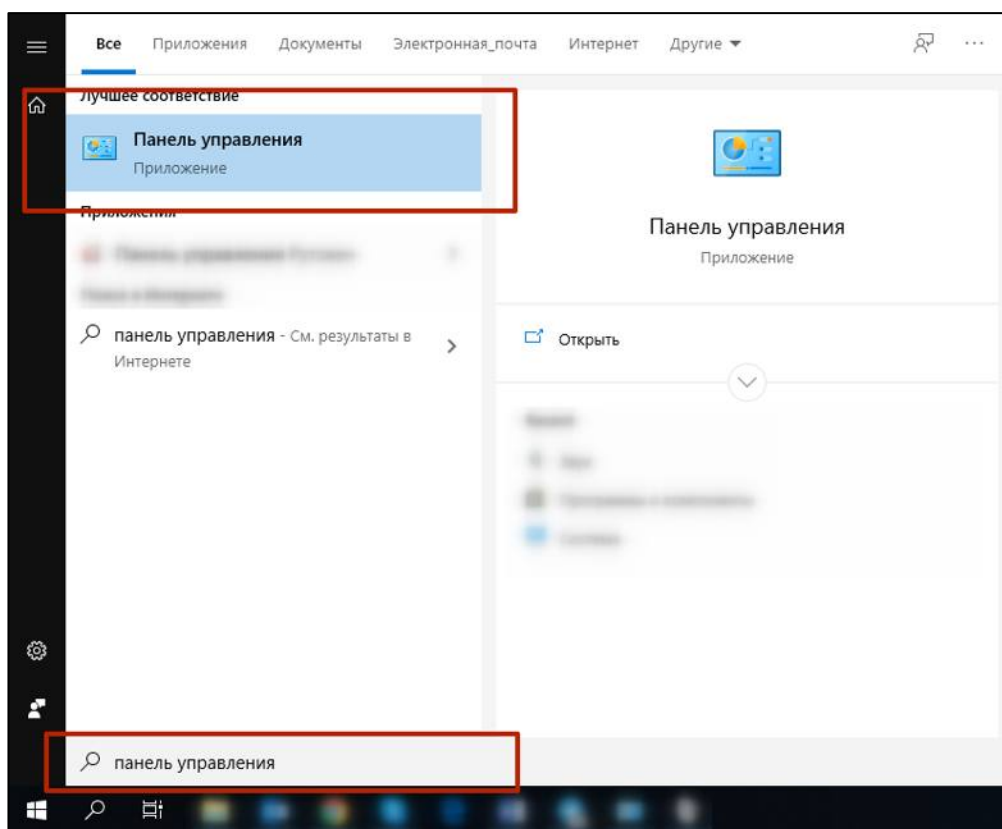 Все Приложения Документы Электронная_почта Интернет Другие
Лучшее соответствие
Панель управления
Приложение
Приложения
панель управления - См. результаты в
Интернете
Панель управления
Приложение
Открыть
панель управления